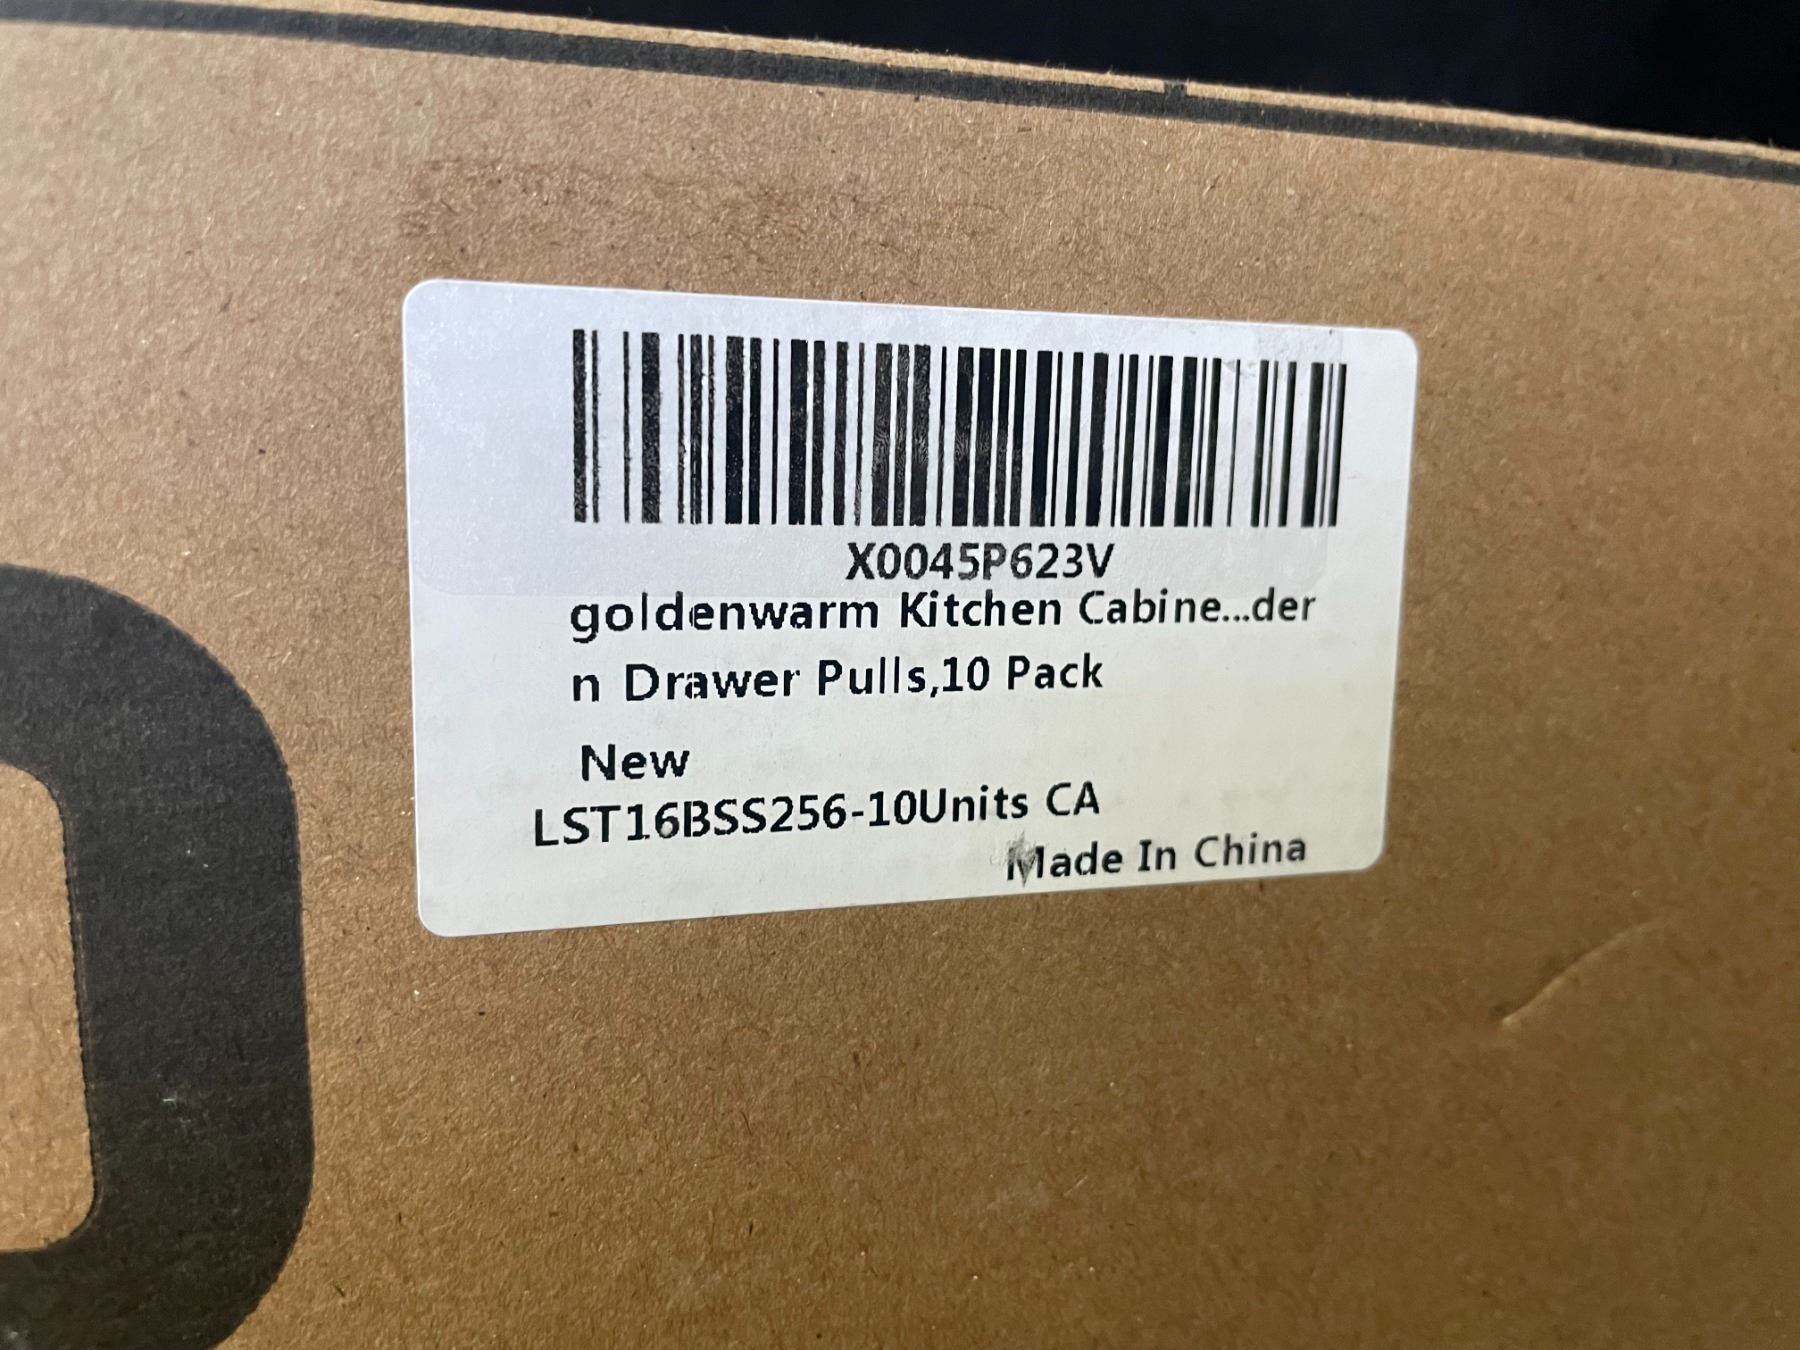 X0045P623V
goldenwarm Kitchen Cabine...der
n Drawer Pulls,10 Pack
New
LST16BSS256-10Units CA
Made In China